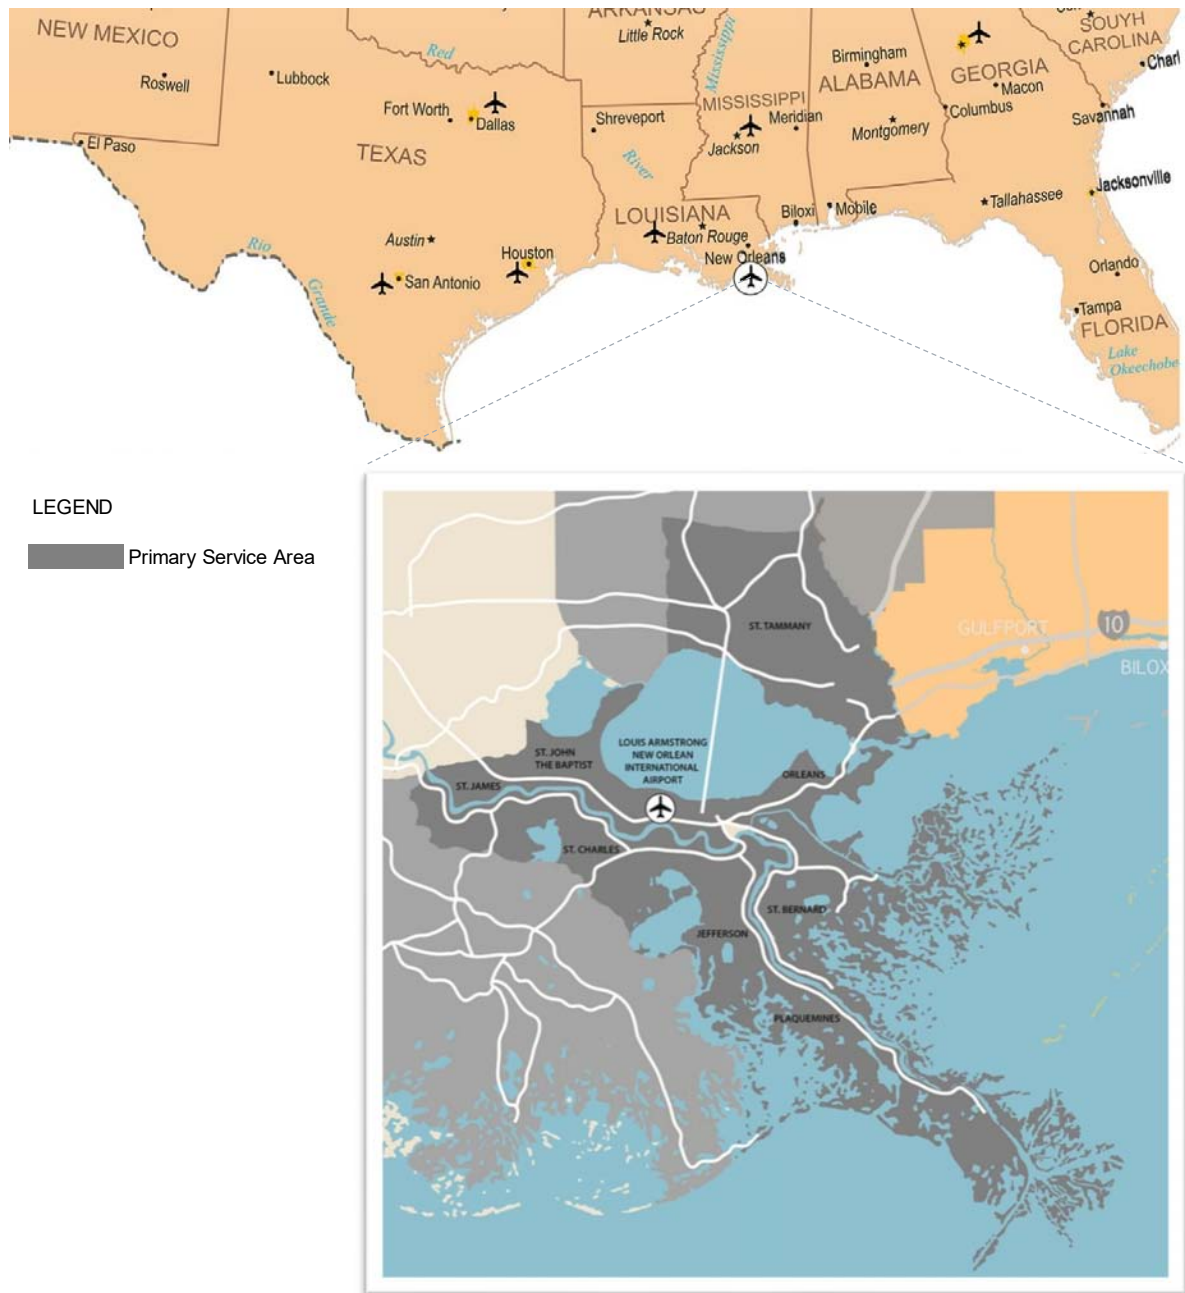 ARKANSAS
SOUYH
CAROLINA
NEW MEXICO
Little Rock
Mississippi
Red
Birmingham
GEORGIA
Charl
Roswell
Lubbock
ALABAMA
Macon
Fort Worth
Dallas
Shreveport
MISSISSIPPI
Meridian
Columbus
Savannah
Montgomery
El Paso
TEXAS
Jackson
River
Jacksonville
Tallahassee
LOUISIANA
Biloxi
Mobile
Austin
Baton Rouge
Rio
Houston
New Orleans
Orlando
San Antonio
Grande
Tampa
FLORIDA
Lake
Okeechobe
LEGEND
Primary Service Area
ST. TAMMANY
GULFPORT
10
BILOX
LOUIS ARMSTRONG
NEW ORLEAN
INTERNATIONAL
AIRPORT
ST. JOHN
THE BAPTIST
ORLEANS
ST. JAMES
ST. CHARLES
ST. BERNARD
JEFFERSON
PLAQUEMINES